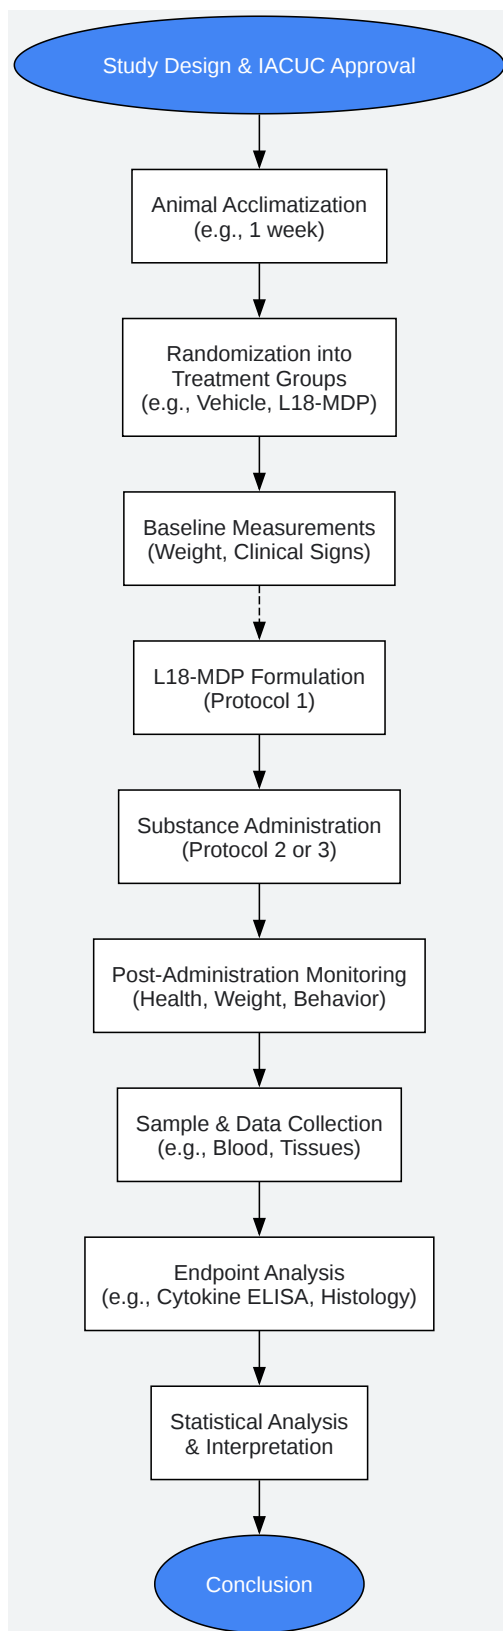 Study Design & IACUC Approval
Animal Acclimatization
(e.g., 1 week)
Randomization into
Treatment Groups
(e.g., Vehicle, L18-MDP)
Baseline Measurements
(Weight, Clinical Signs)
L18-MDP Formulation
(Protocol 1)
Substance Administration
(Protocol 2 or 3)
Post-Administration Monitoring
(Health, Weight, Behavior)
Sample & Data Collection
(e.g., Blood, Tissues)
Endpoint Analysis
(e.g., Cytokine ELISA, Histology)
Statistical Analysis
& Interpretation
Conclusion